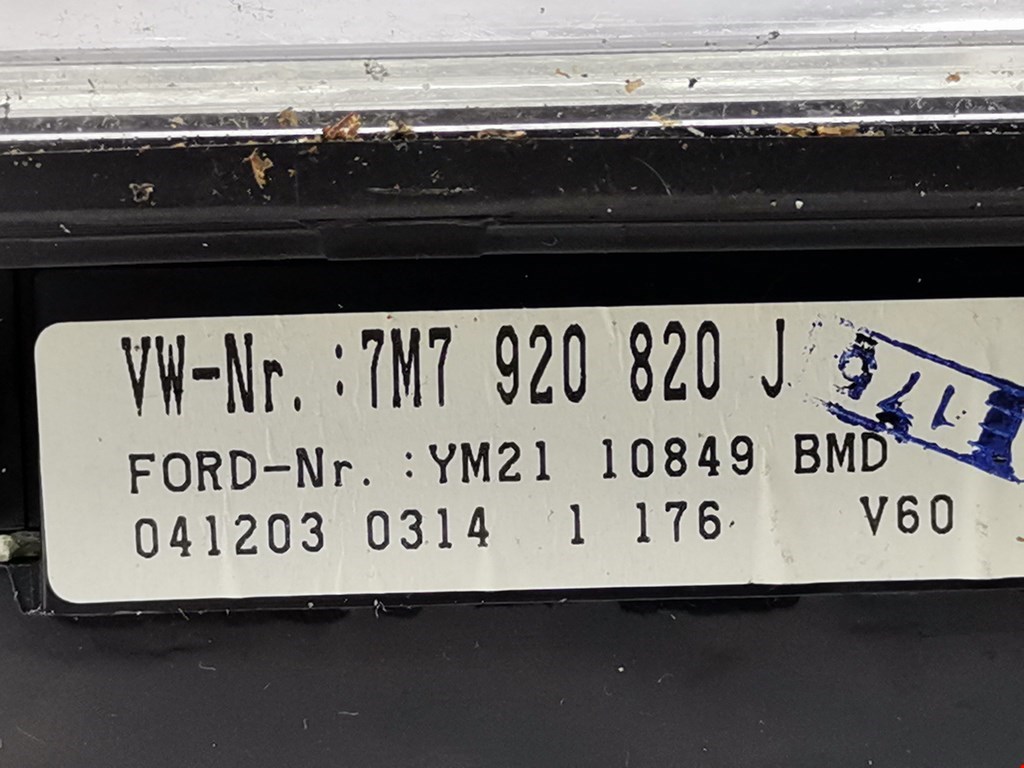 VW-Nr. :7M7 920 820 J
FORD-Nr. :YM21 10849 BMD
041203 0314 1 176 V60